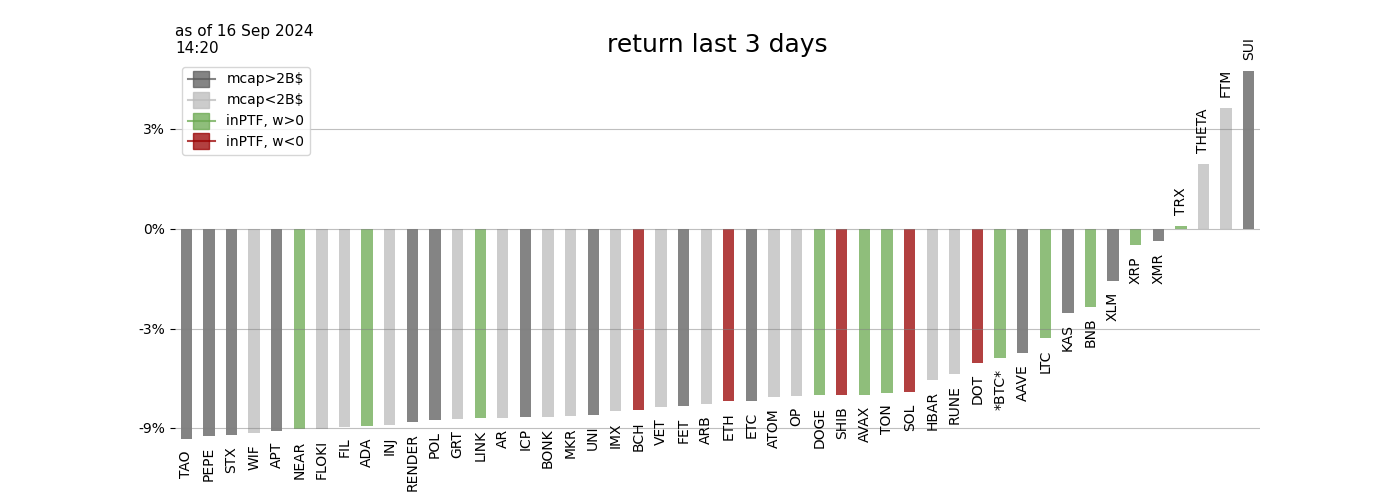 as of 16 Sep 2024
14:20
return last 3 days
mcap>2B$
mcap<2B$
inPTF, w>0
inPTF, w<0
3%
0%
-3%
-9%
TAO
PEPE
STX
WIF
APT
NEAR
FLOKI
FIL
ADA
INJ
RENDER
POL
GRT
LINK
AR
ICP
BONK
MKR
UNI
IMX
BCH
VET
FET
ARB
ETH
ETC
ATOM
OP
DOGE
SHIB
AVAX
TON
SOL
HBAR
RUNE
DOT
*BTC*
AAVE
LTC
KAS
BNB
XLM
XRP
XMR
TRX
THETA
FTM
SUI